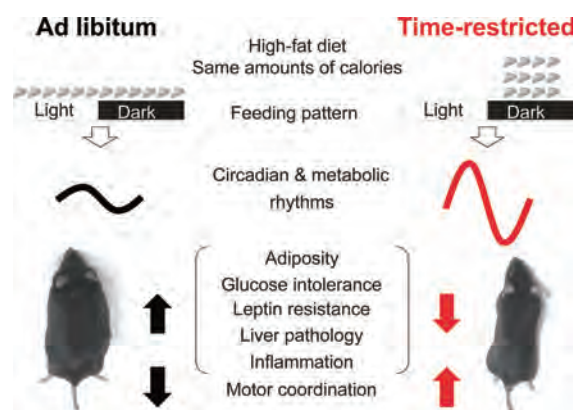 Ad libitum
Time-restricted
High-fat diet
Same amounts of calories
Light
Dark
Feeding pattern
Light
Dark
Circadian & metabolic
rhythms
Adiposity
Glucose intolerance
Leptin resistance
Liver pathology
Inflammation
Motor coordination